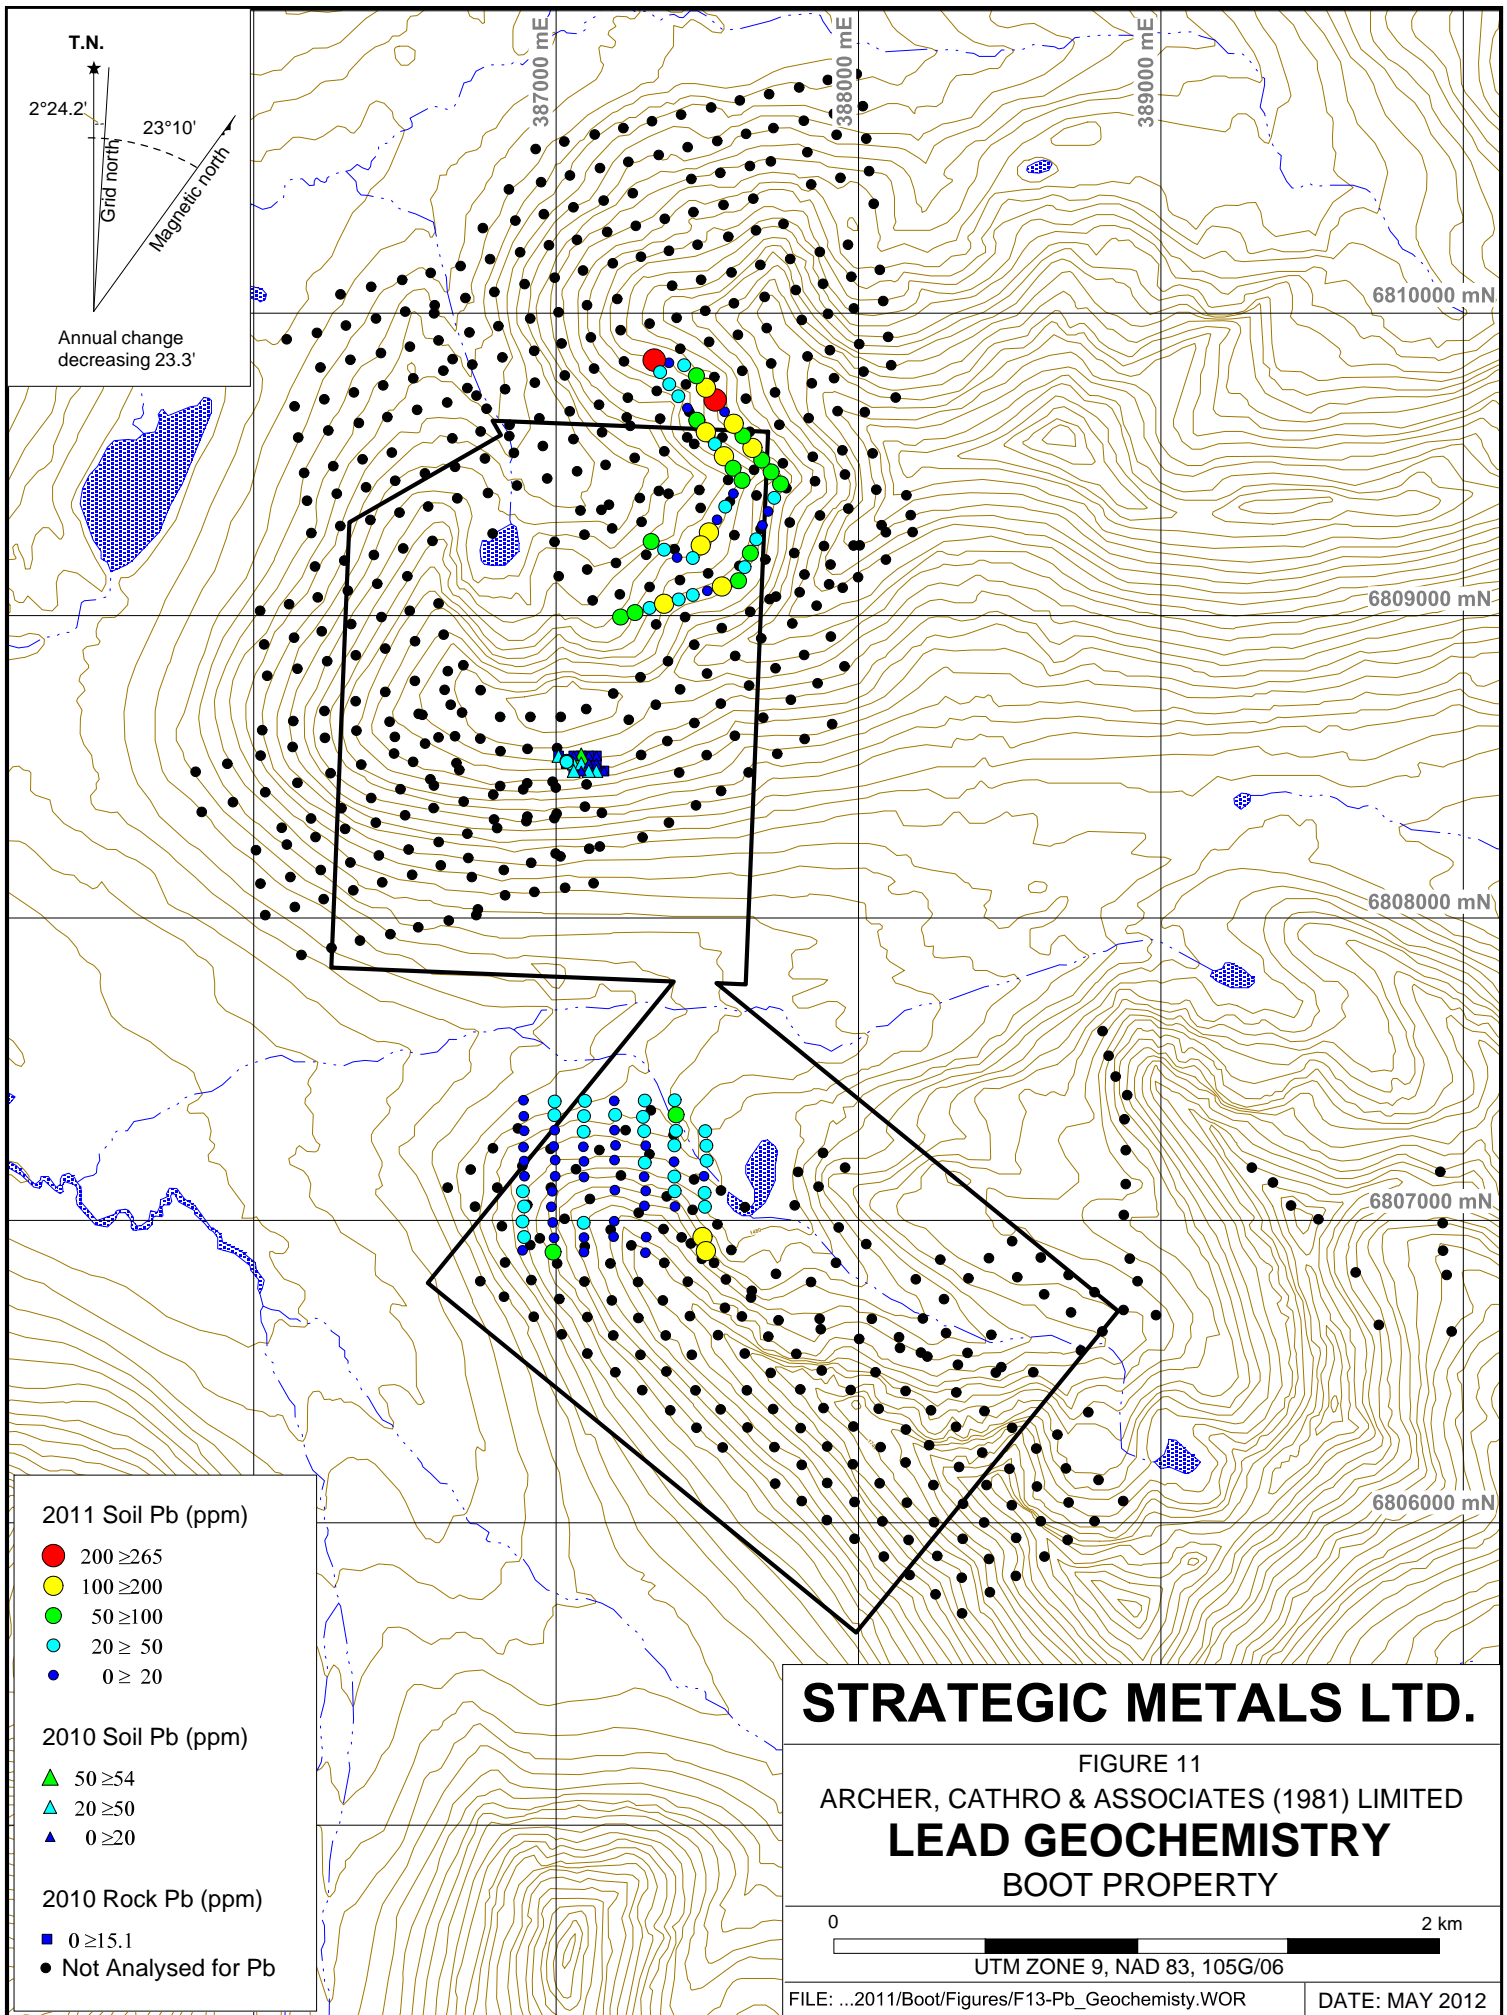 T.N.
2°24.2'
23°10'
Grid north
Magnetic north
Annual change
decreasing 23.3'
387000 mE
388000 mE
389000 mE
6810000 mN
6809000 mN
6808000 mN
6807000 mN
6806000 mN
2011 Soil Pb (ppm)
200 ≥265
100 ≥200
50 ≥100
20 ≥ 50
0 ≥ 20
2010 Soil Pb (ppm)
50 ≥54
20 ≥50
0 ≥20
2010 Rock Pb (ppm)
0 ≥15.1
Not Analysed for Pb
STRATEGIC METALS LTD.
FIGURE 11
ARCHER, CATHRO & ASSOCIATES (1981) LIMITED
LEAD GEOCHEMISTRY
BOOT PROPERTY
0 2 km
UTM ZONE 9, NAD 83, 105G/06
FILE: ...2011/Boot/Figures/F13-Pb_Geochemisty.WOR
DATE: MAY 2012